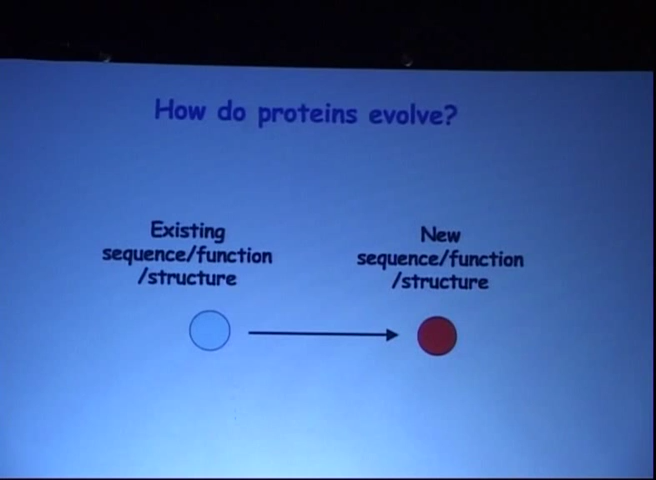 How do proteins evolve?
Existing
sequence/function
/structure
New
sequence/function
/structure